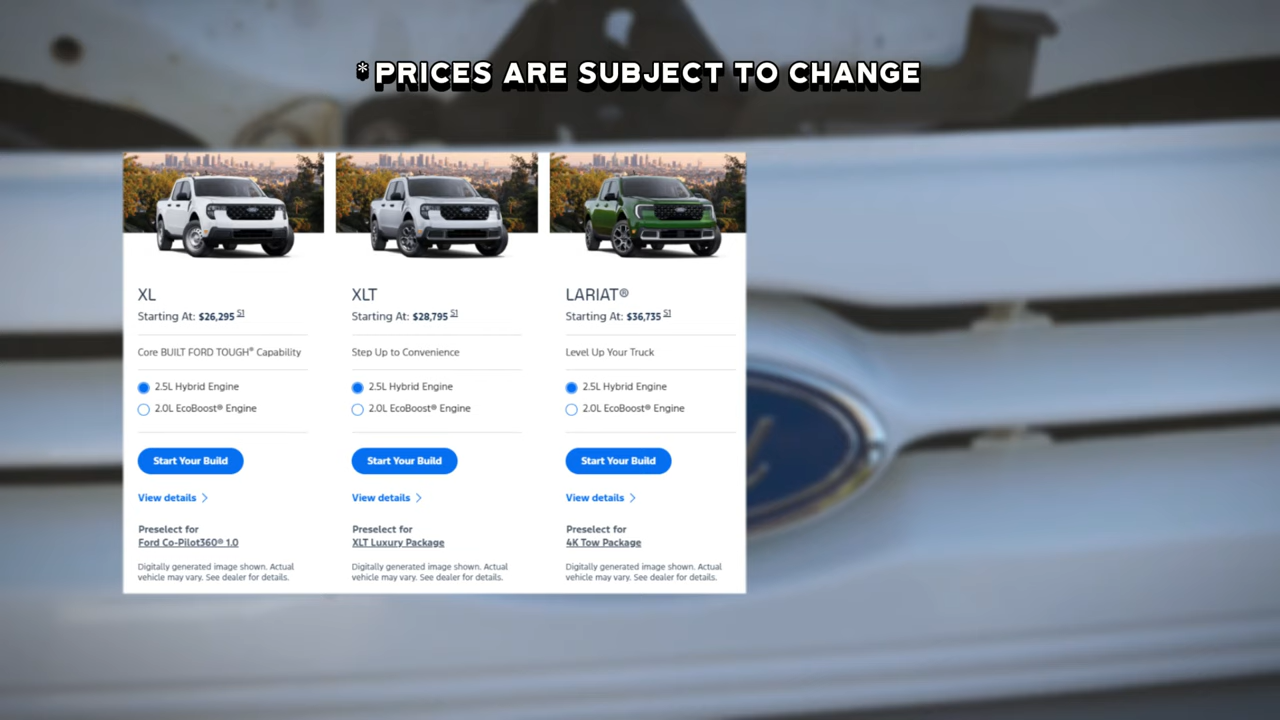 *PRICES ARE SUBJECT TO CHANGE
XL
Starting At: $26,295 S1
Core BUILT FORD TOUGH® Capability
2.5L Hybrid Engine
2.0L EcoBoost® Engine
Start Your Build
View details
Preselect for
Ford Co-Pilot360® 1.0
Digitally generated image shown. Actual
vehicle may vary. See dealer for details.
XLT
Starting At: $28,795 S1
Step Up to Convenience
2.5L Hybrid Engine
2.0L EcoBoost® Engine
Start Your Build
View details
Preselect for
XLT Luxury Package
Digitally generated image shown. Actual
vehicle may vary. See dealer for details.
LARIAT®
Starting At: $36,735 S1
Level Up Your Truck
2.5L Hybrid Engine
2.0L EcoBoost® Engine
Start Your Build
View details
Preselect for
4K Tow Package
Digitally generated image shown. Actual
vehicle may vary. See dealer for details.